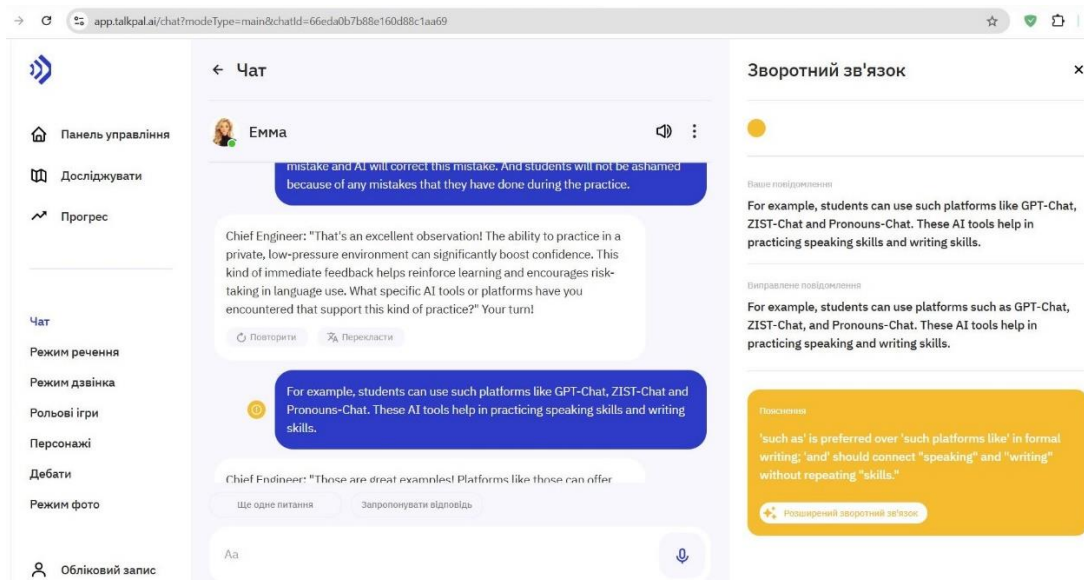 app.talkpal.ai/chat?modeType=main&chatId=66eda0b7b88e160d88c1aa69
Панель управління
Досліджувати
Прогрес
Чат
Режим речення
Режим дзвінка
Рольові ігри
Персонажі
Дебати
Режим фото
Обліковий запис
Чат
Емма
mistake and AI will correct this mistake. And students will not be ashamed
because of any mistakes that they have done during the practice.
Chief Engineer: "That's an excellent observation! The ability to practice in a
private, low-pressure environment can significantly boost confidence. This
kind of immediate feedback helps reinforce learning and encourages risk-
taking in language use. What specific AI tools or platforms have you
encountered that support this kind of practice?" Your turn!
Повторити
Перекласти
For example, students can use such platforms like GPT-Chat, ZIST-Chat and
Pronouns-Chat. These AI tools help in practicing speaking skills and writing
skills.
Chief Engineer: "Those are great examples! Platforms like those can offer
Ще одне питання
Запропонувати відповідь
Aa
Зворотний зв'язок
Ваше повідомлення
For example, students can use such platforms like GPT-Chat,
ZIST-Chat and Pronouns-Chat. These AI tools help in
practicing speaking skills and writing skills.
Виправлене повідомлення
For example, students can use platforms such as GPT-Chat,
ZIST-Chat, and Pronouns-Chat. These AI tools help in
practicing speaking and writing skills.
Пояснення
'such as' is preferred over 'such platforms like' in formal
writing; 'and' should connect "speaking" and "writing"
without repeating "skills."
Розширений зворотний зв'язок